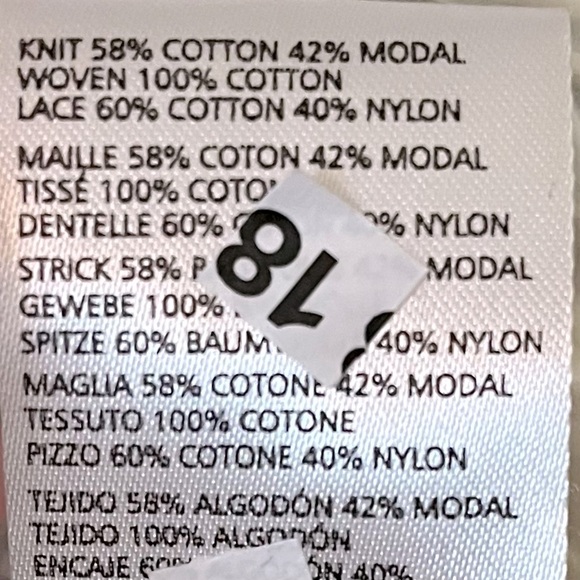 KNIT 58% COTTON 42% MODAL
WOVEN 100% COTTON
LACE 60% COTTON 40% NYLON
MAILLE 58% COTON 42% MODAL
TISSÉ 100%
DENTELLE 60% NYLON
STRICK 58% MODAL
GEWEBE 100%
SPITZE 60% 40% NYLON
MAGLIA 58% COTONE 42% MODAL
TESSUTO 100% COTONE
PIZZO 60% COTONE 40% NYLON
TEJIDO 58% ALGODÓN 42% MODAL
TEJIDO 100% ALGODÓN
ENCAJE 40%
18